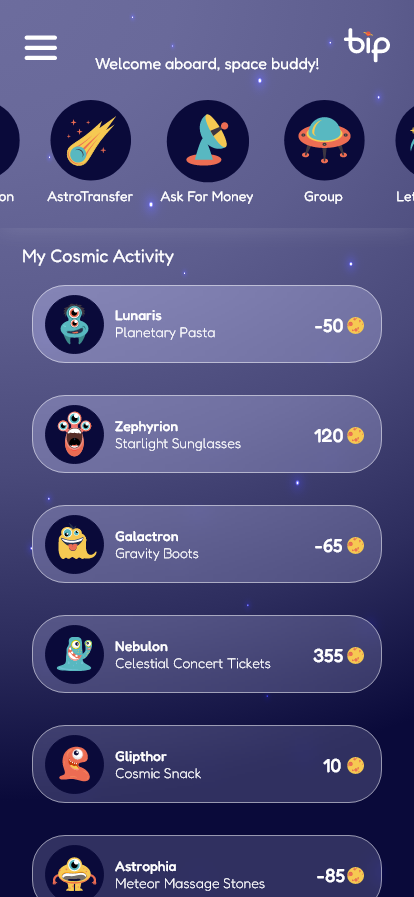 bip
Welcome aboard, space buddy!
on
AstroTransfer
Ask For Money
Group
Let
My Cosmic Activity
Lunaris
Planetary Pasta
-50
Zephyrion
Starlight Sunglasses
120
Galactron
Gravity Boots
-65
Nebulon
Celestial Concert Tickets
355
Glipthor
Cosmic Snack
10
Astrophia
Meteor Massage Stones
-85